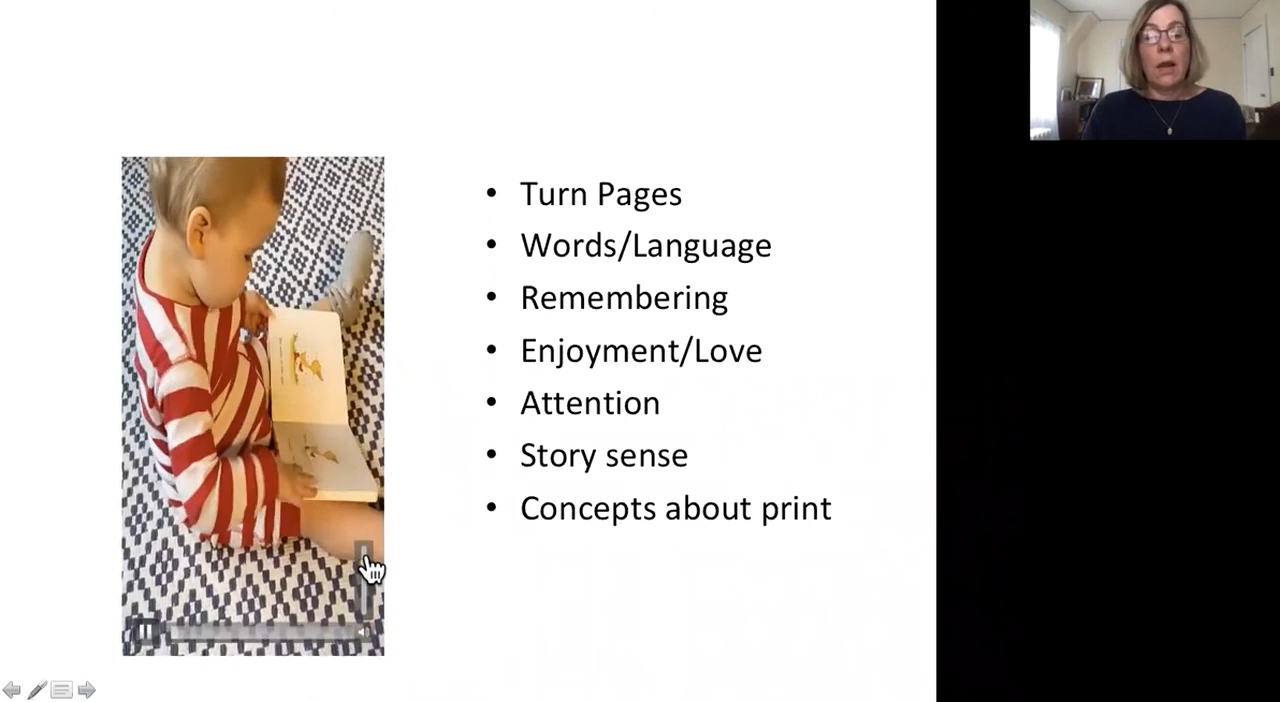 • Turn Pages
• Words/Language
• Remembering
• Enjoyment/Love
• Attention
• Story sense
• Concepts about print